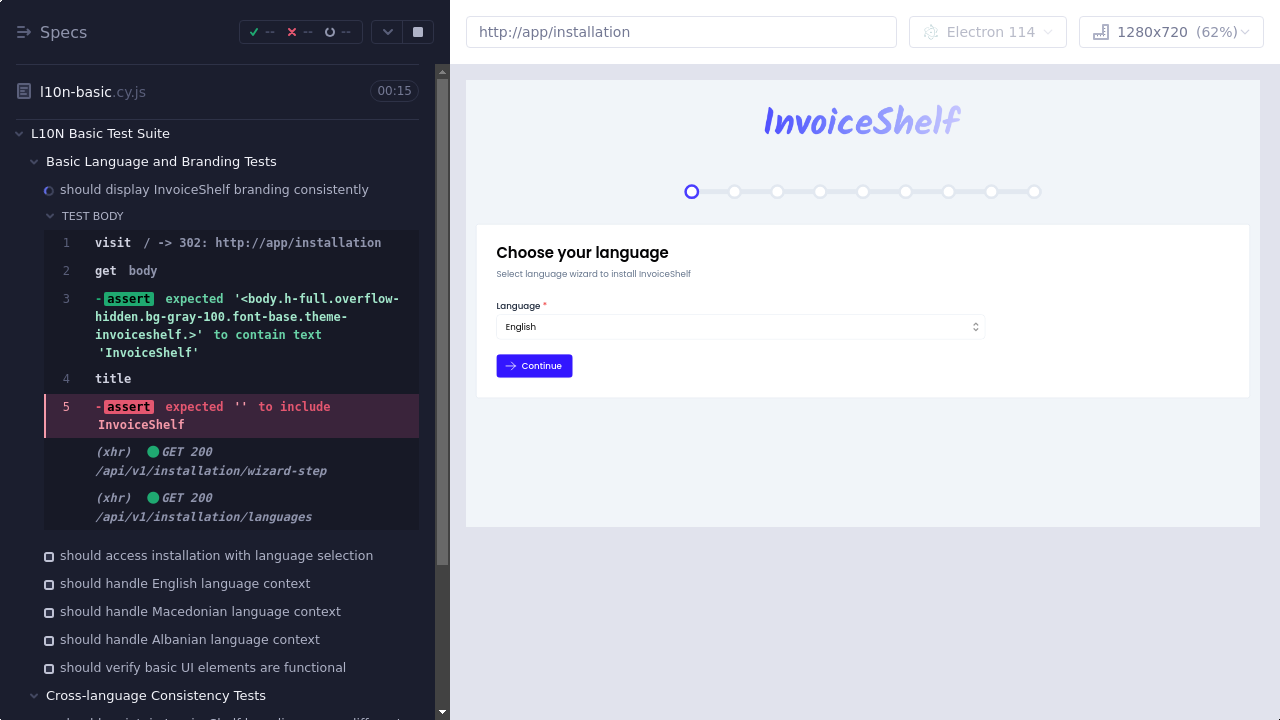 Specs
-- -- --
l10n-basic.cy.js 00:15
L10N Basic Test Suite
Basic Language and Branding Tests
should display InvoiceShelf branding consistently
TEST BODY
1 visit / -> 302: http://app/installation
2 get body
3 -assert expected '<body.h-full.overflow-
hidden.bg-gray-100.font-base.theme-
invoiceshelf.>' to contain text
'InvoiceShelf'
4 title
5 -assert expected '' to include
InvoiceShelf
(xhr) GET 200
/api/v1/installation/wizard-step
(xhr) GET 200
/api/v1/installation/languages
should access installation with language selection
should handle English language context
should handle Macedonian language context
should handle Albanian language context
should verify basic UI elements are functional
Cross-language Consistency Tests
http://app/installation
Electron 114
1280x720 (62%)
InvoiceShelf
Choose your language
Select language wizard to install InvoiceShelf
Language *
English
Continue